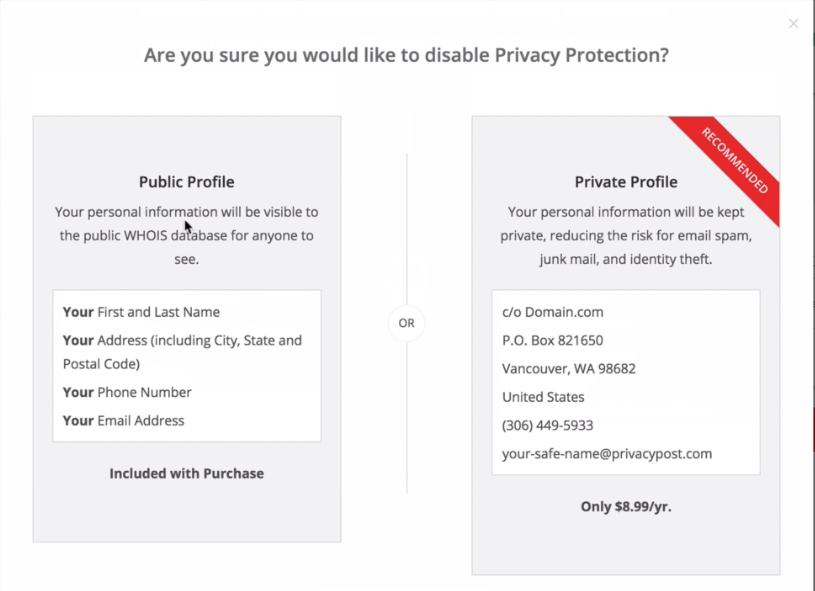 Are you sure you would like to disable Privacy Protection?
Public Profile
Your personal information will be visible to
the public WHOIS database for anyone to
see.
Your First and Last Name
Your Address (including City, State and
Postal Code)
Your Phone Number
Your Email Address
Included with Purchase
OR
RECOMMENDED
Private Profile
Your personal information will be kept
private, reducing the risk for email spam,
junk mail, and identity theft.
c/o Domain.com
P.O. Box 821650
Vancouver, WA 98682
United States
(306) 449-5933
your-safe-name@privacypost.com
Only $8.99/yr.